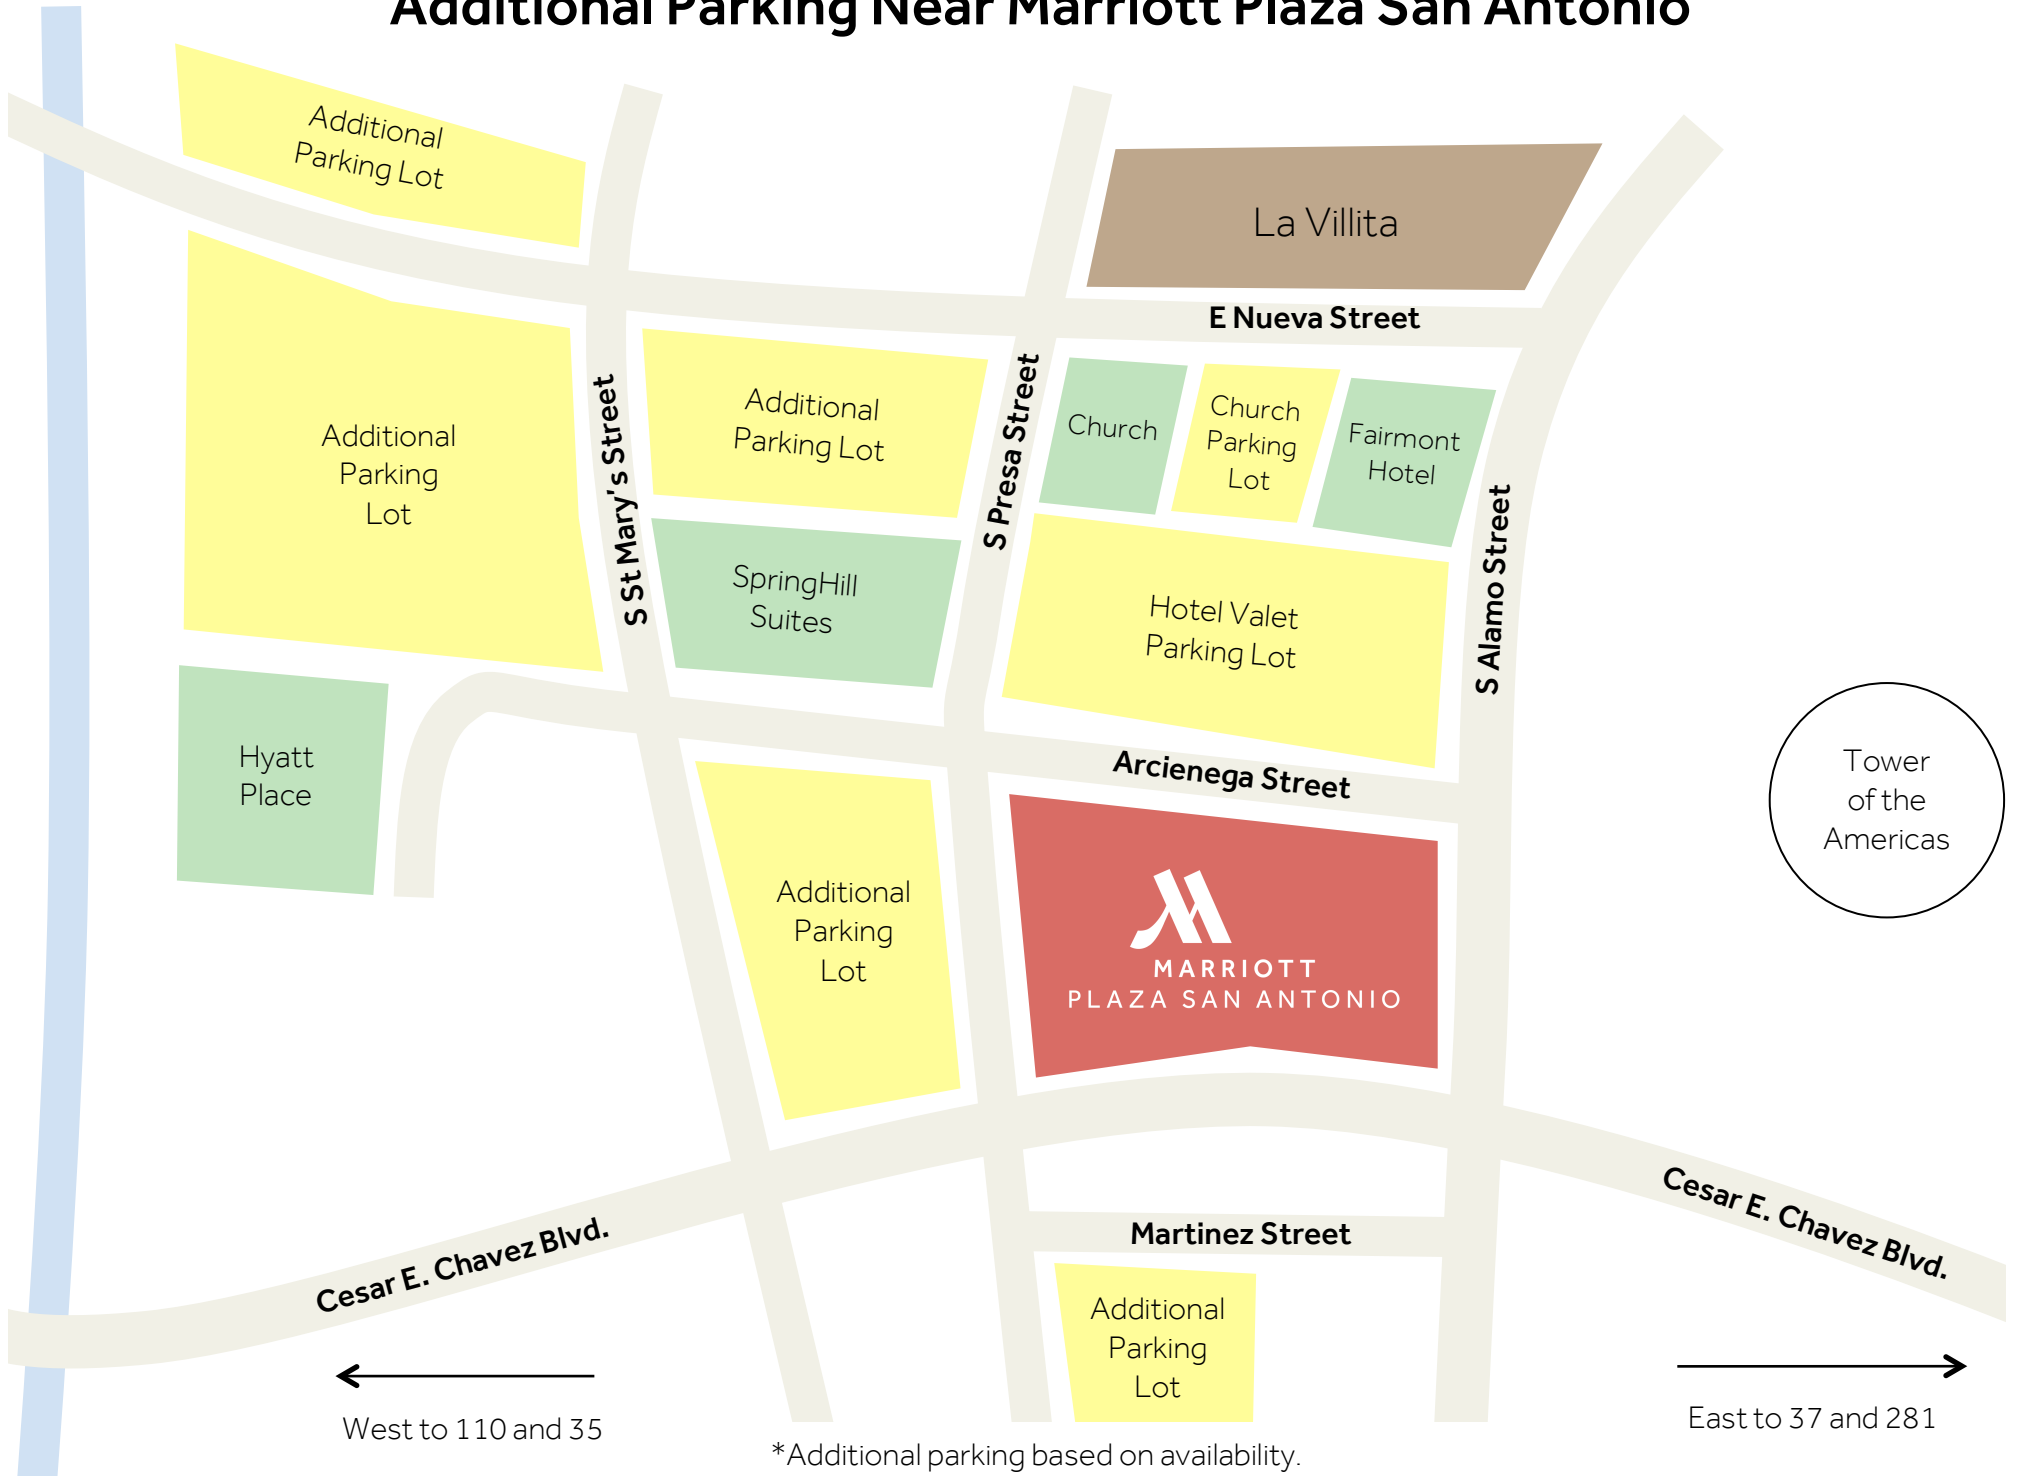 Additional Parking Near Marriott Plaza San Antonio
Additional
Parking Lot
La Villita
E Nueva Street
Additional
Parking
Lot
S St Mary's Street
Additional
Parking Lot
S Presa Street
Church
Church
Parking
Lot
Fairmont
Hotel
S Alamo Street
SpringHill
Suites
Hotel Valet
Parking Lot
Hyatt
Place
Arcienega Street
Tower
of the
Americas
Additional
Parking
Lot
MARRIOTT
PLAZA SAN ANTONIO
Cesar E. Chavez Blvd.
Martinez Street
Cesar E. Chavez Blvd.
Additional
Parking
Lot
West to 110 and 35
East to 37 and 281
*Additional parking based on availability.